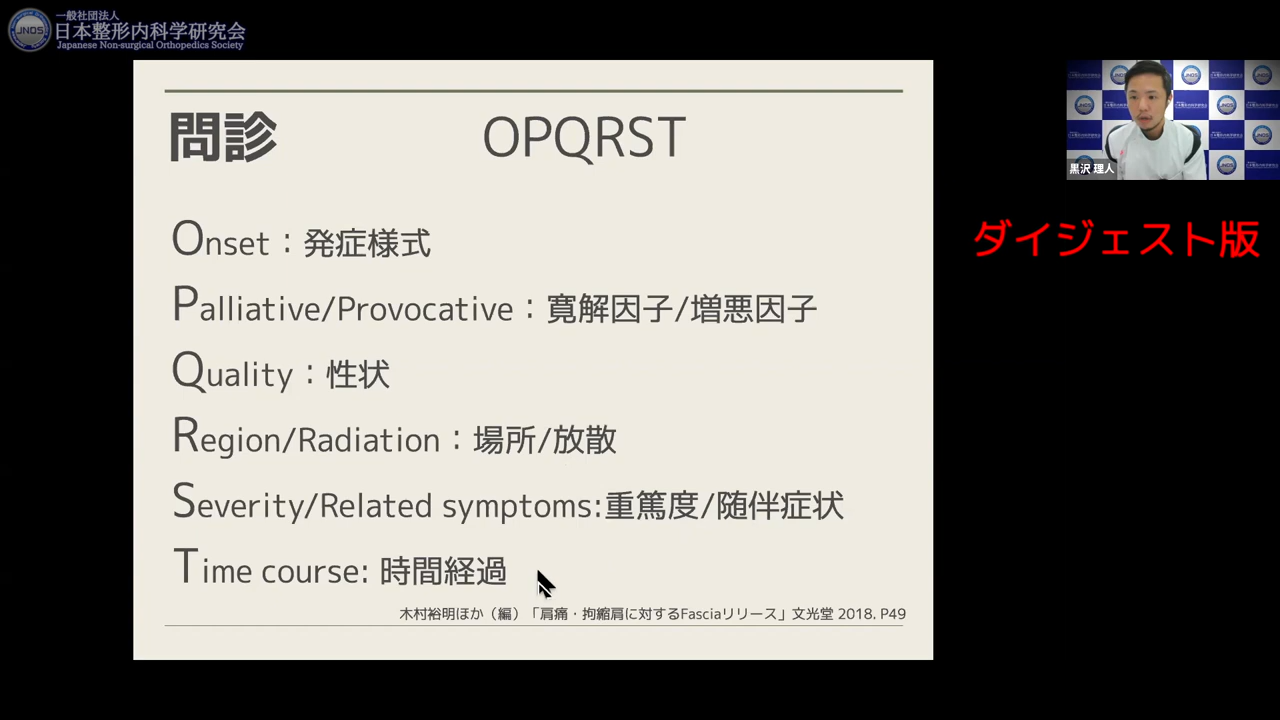 一般社団法人
日本整形内科学研究会
JNOS
Japanese Non-surgical Orthopedics Society
問診 OPQRST
Onset：発症様式
Palliative/Provocative：寛解因子/増悪因子
Quality：性状
Region/Radiation：場所/放散
Severity/Related symptoms:重篤度/随伴症状
Time course: 時間経過
木村裕明ほか（編）「肩痛・拘縮肩に対するFasciaリリース」文光堂 2018. P49
黒沢 理人
ダイジェスト版